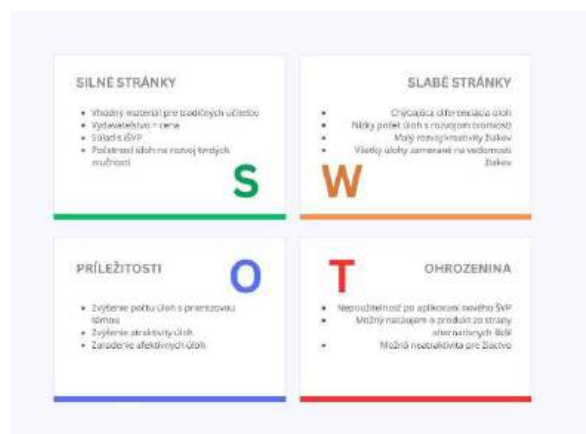 SILNÉ STRÁNKY
• Vhodný materiál pre tradičných učiteľov
• Vydavateľstvo + cena
• Súlad s iŠVP
• Početnosť úloh na rozvoj tvrdých
zručností
S
SLABÉ STRÁNKY
• Chýbajúca diferenciácia úloh
• Nízky počet úloh s rozvojom tvorivosti
• Malý rozvoj kreativity žiakov
• Všetky úlohy zamerané na vedomosti
žiakov
W
PRÍLEŽITOSTI
O
• Zvýšenie počtu úloh s prierezovou
témou
• Zvýšenie atraktivity úloh
• Zaradenie afektívnych úloh
T
OHROZENINA
• Nepoužiteľnosť po aplikovaní nového ŠVP
• Možný nezáujem o produkt zo strany
alternatívnych škôl
• Možná neatraktivita pre žiactvo